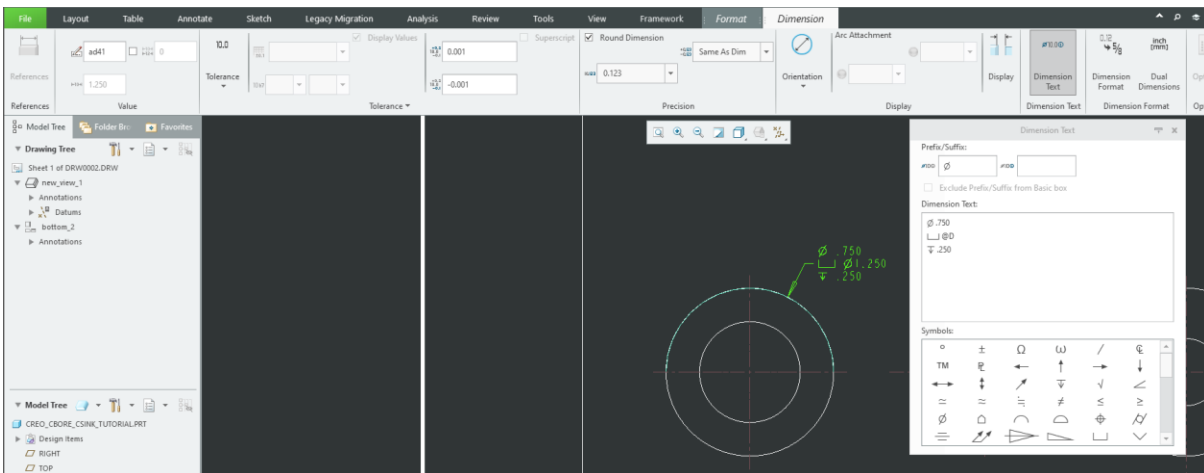 File Layout Table Annotate Sketch Legacy Migration Analysis Review Tools View Framework Format Dimension
ad41 0
1.250
References
References Value
10.0
Tolerance
Display Values
0.001
-0.001
Superscript
Tolerance
Round Dimension
Same As Dim
0.123
Precision
Orientation
Arc Attachment
Display
Display
Dimension
Text
Dimension Text
Dimension
Format
inch
[mm]
Dual
Dimensions
Dimension Format
Op
Model Tree Folder Bro Favorites
Drawing Tree
Sheet 1 of DRW0002.DRW
new_view_1
Annotations
Datums
bottom_2
Annotations
Model Tree
CREO_CBORE_CSINK_TUTORIAL.PRT
Design Items
RIGHT
TOP
Ø .750
⌴ Ø1.250
↧ .250
Dimension Text
Prefix/Suffix:
Ø
Exclude Prefix/Suffix from Basic box
Dimension Text:
Ø .750
⌴ @D
↧ .250
Symbols:
° ± Ω ω / ℄
TM ⅊ ← ↑ → ↓
↔ ↕ ↗ ↧ √ ∠
≃ ≈ ≒ ≠ ≤ ≥